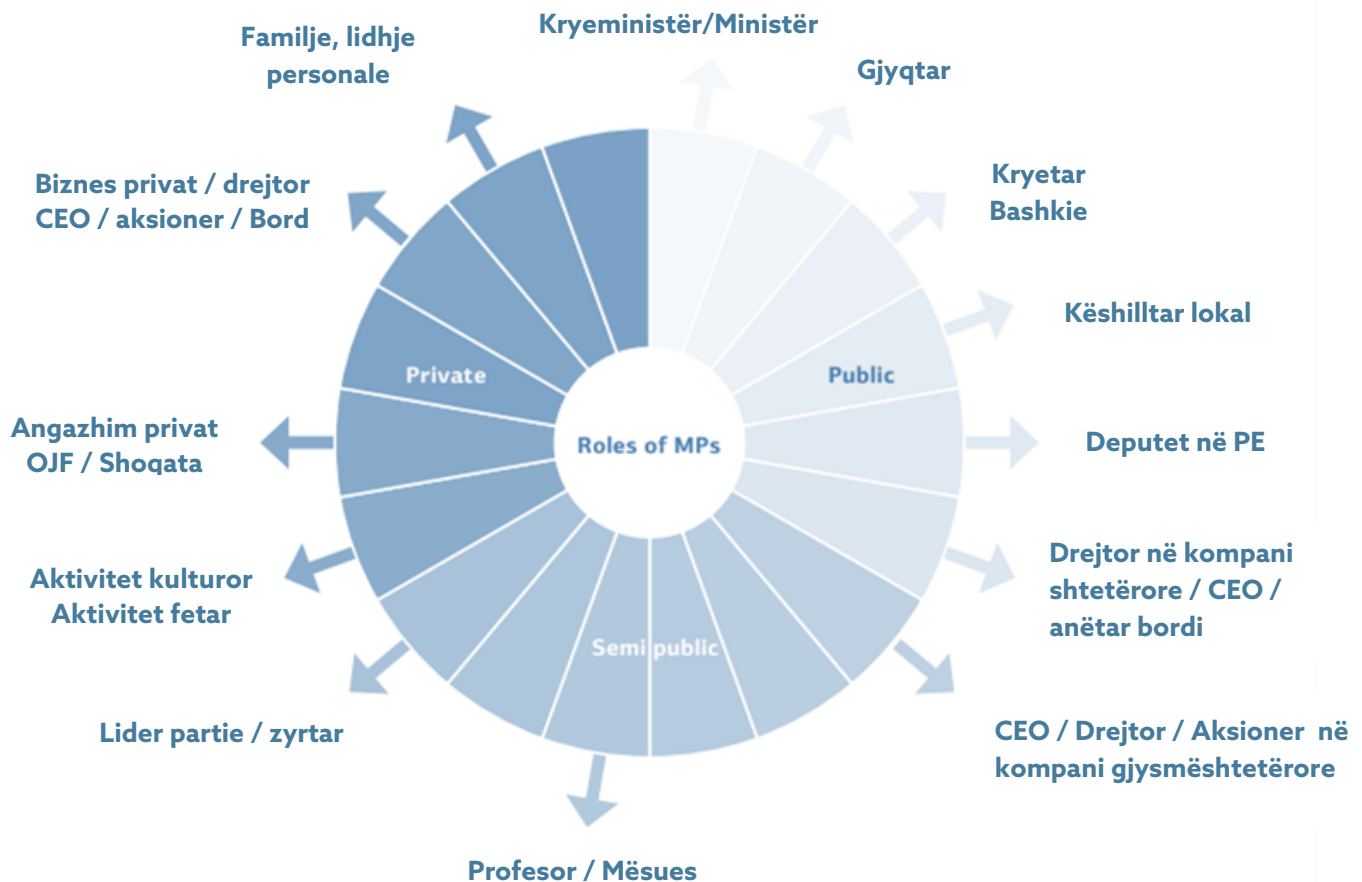 Kryeministër/Ministër
Familje, lidhje
personale
Gjyqtar
Biznes privat / drejtor
CEO / aksioner / Bord
Kryetar
Bashkie
Këshilltar lokal
Private
Public
Angazhim privat
OJF / Shoqata
Roles of MPs
Deputet në PE
Aktivitet kulturor
Aktivitet fetar
Drejtor në kompani
shtetërore / CEO /
anëtar bordi
Semi public
Lider partie / zyrtar
CEO / Drejtor / Aksioner në
kompani gjysmështetërore
Profesor / Mësues